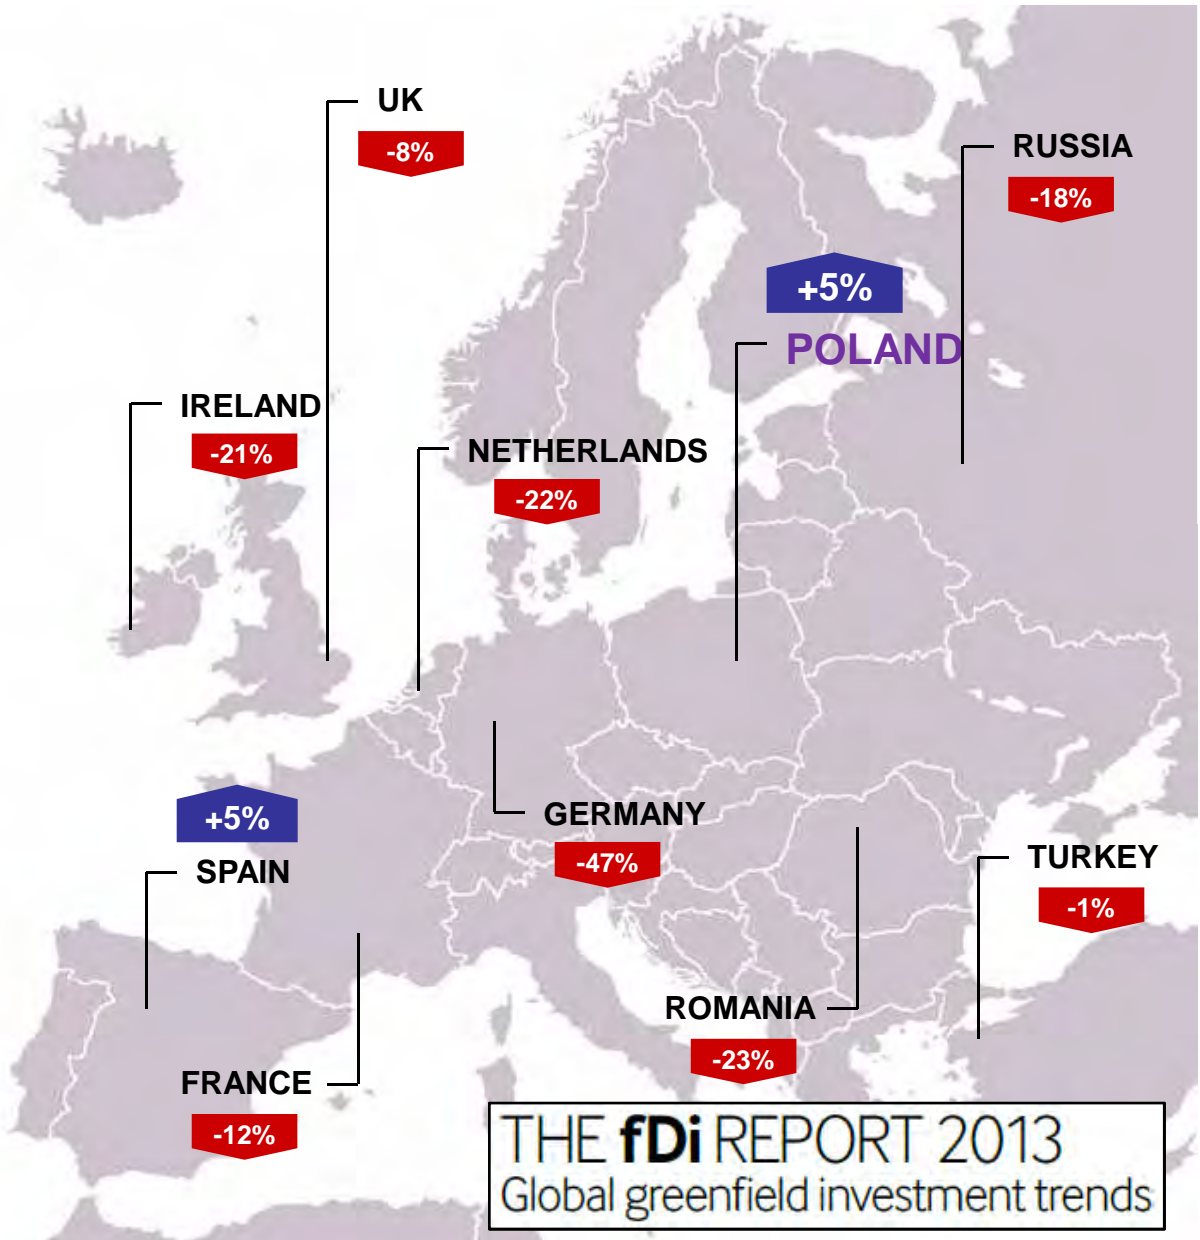 UK
-8%
RUSSIA
-18%
+5%
POLAND
IRELAND
-21%
NETHERLANDS
-22%
+5%
SPAIN
GERMANY
-47%
TURKEY
-1%
ROMANIA
-23%
FRANCE
-12%
THE fDi REPORT 2013
Global greenfield investment trends